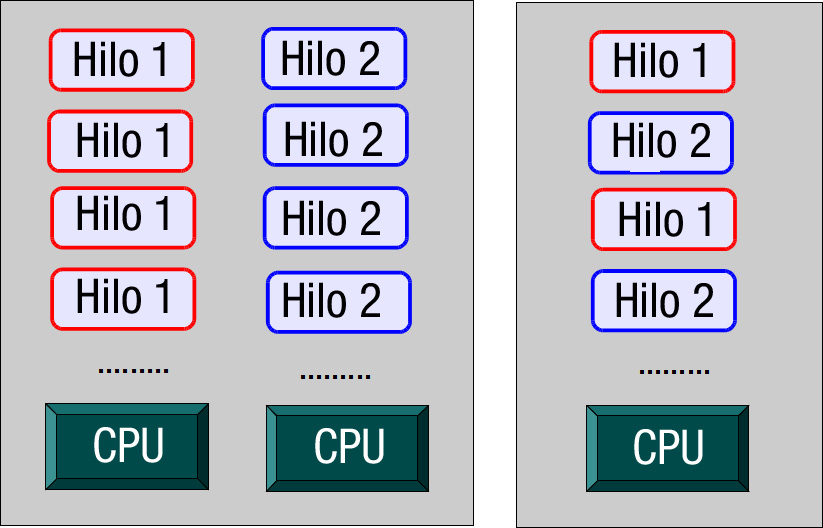 Hilo 1 Hilo 2
Hilo 1 Hilo 2
Hilo 1 Hilo 2
Hilo 1 Hilo 2
......... .........
CPU CPU
Hilo 1
Hilo 2
Hilo 1
Hilo 2
.........
CPU